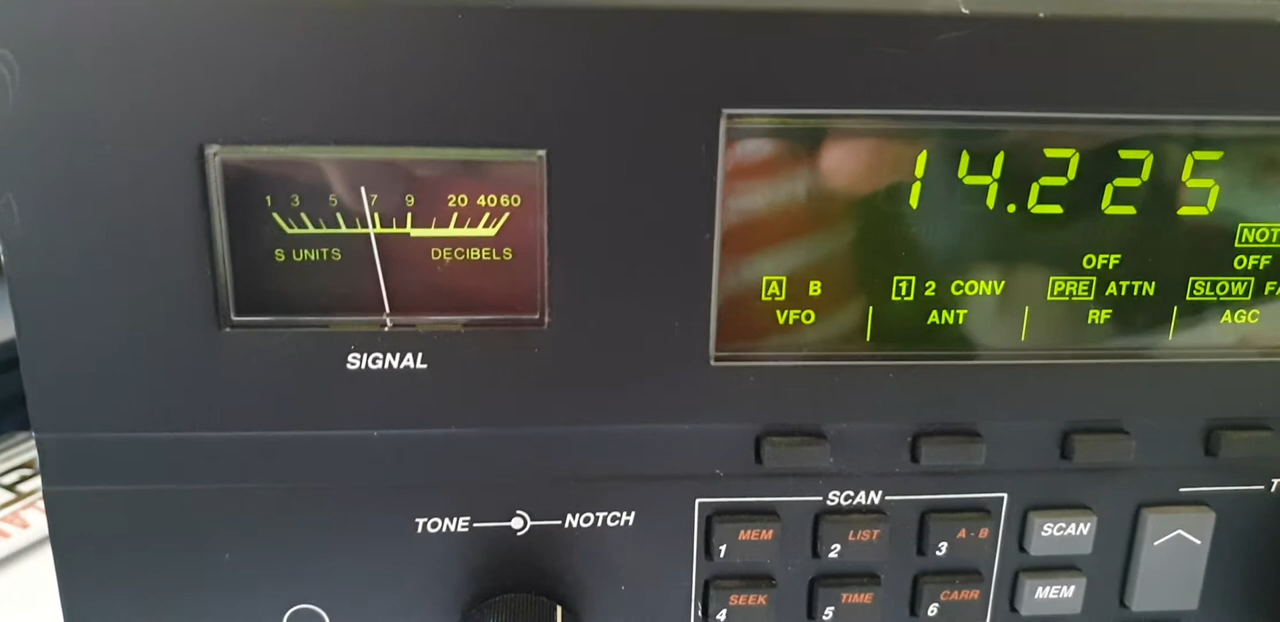 1 3 5 7 9 20 40 60
S UNITS DECIBELS
SIGNAL
14.225
OFF OFF
A B 1 2 CONV PRE ATTN SLOW
VFO ANT RF AGC
TONE NOTCH
SCAN
1 MEM 2 LIST 3 A-B
SCAN
4 SEEK 5 TIME 6 CARR
MEM